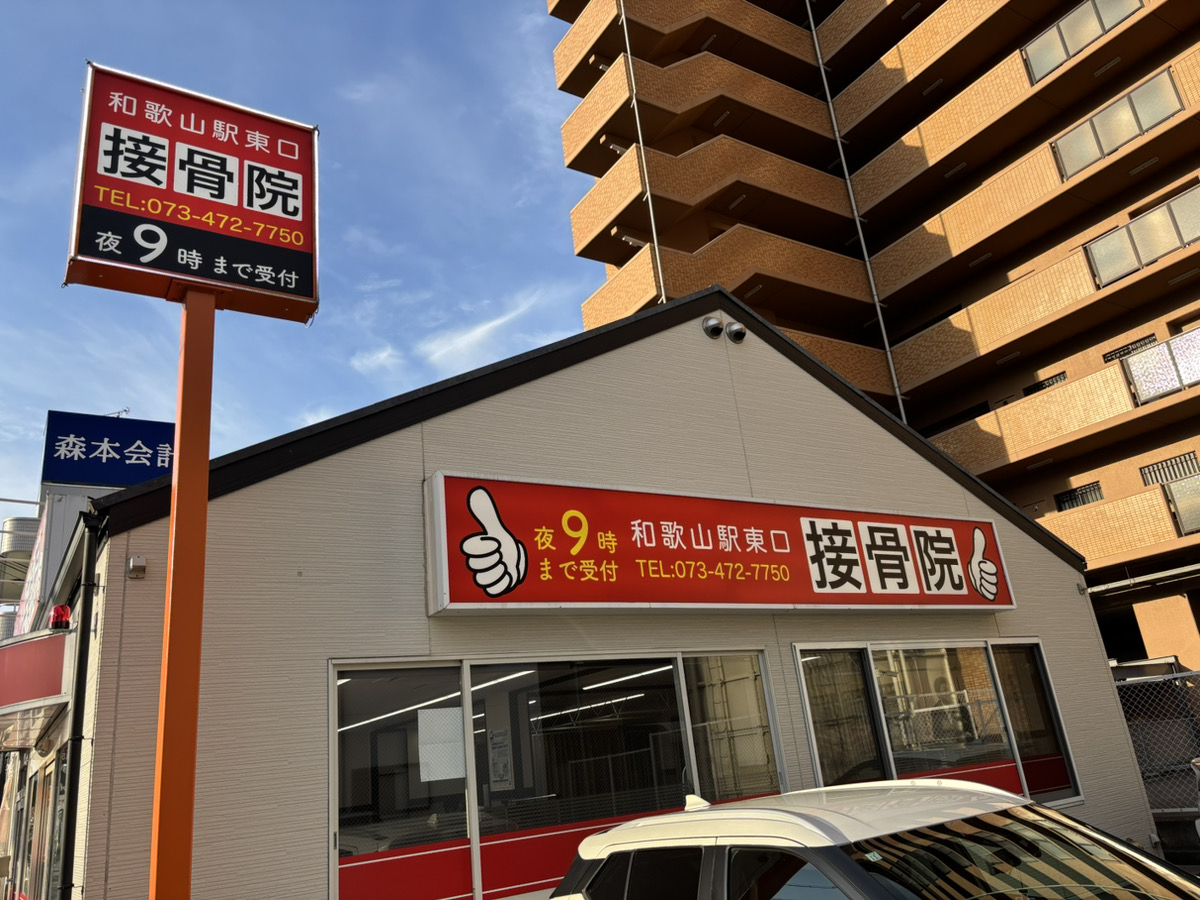 和歌山駅東口
接骨院
TEL:073-472-7750
夜9時まで受付
森本会計
夜9時
まで受付
和歌山駅東口
TEL:073-472-7750
接骨院